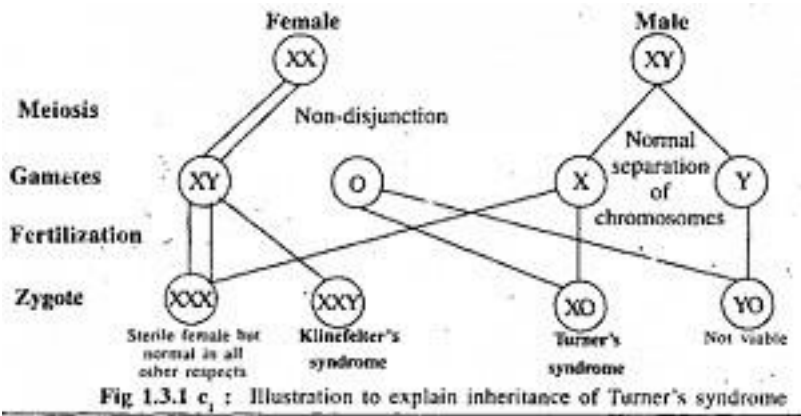 Female Male
XX XY
Meiosis
Non-disjunction Normal
separation
of
chromosomes
Gametes XY O X Y
Fertilization
Zygote XXX XXY XO YO
Sterile female but
normal in all
other respects
Klinefelter's
syndrome
Turner's
syndrome
Not viable
Fig 1.3.1 c₁ : Illustration to explain inheritance of Turner's syndrome